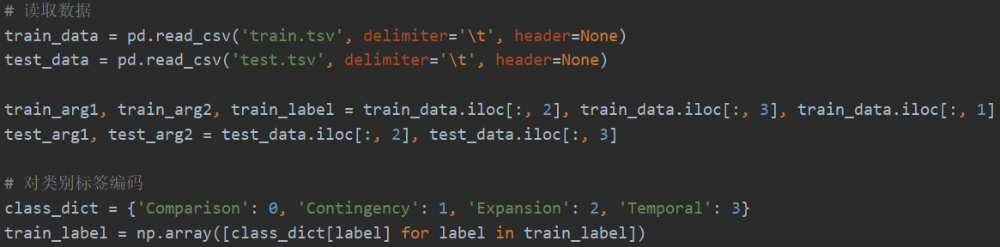 # 读取数据
train_data = pd.read_csv('train.tsv', delimiter='\t', header=None)
test_data = pd.read_csv('test.tsv', delimiter='\t', header=None)
train_arg1, train_arg2, train_label = train_data.iloc[:, 2], train_data.iloc[:, 3], train_data.iloc[:, 1]
test_arg1, test_arg2 = test_data.iloc[:, 2], test_data.iloc[:, 3]
# 对类别标签编码
class_dict = {'Comparison': 0, 'Contingency': 1, 'Expansion': 2, 'Temporal': 3}
train_label = np.array([class_dict[label] for label in train_label])